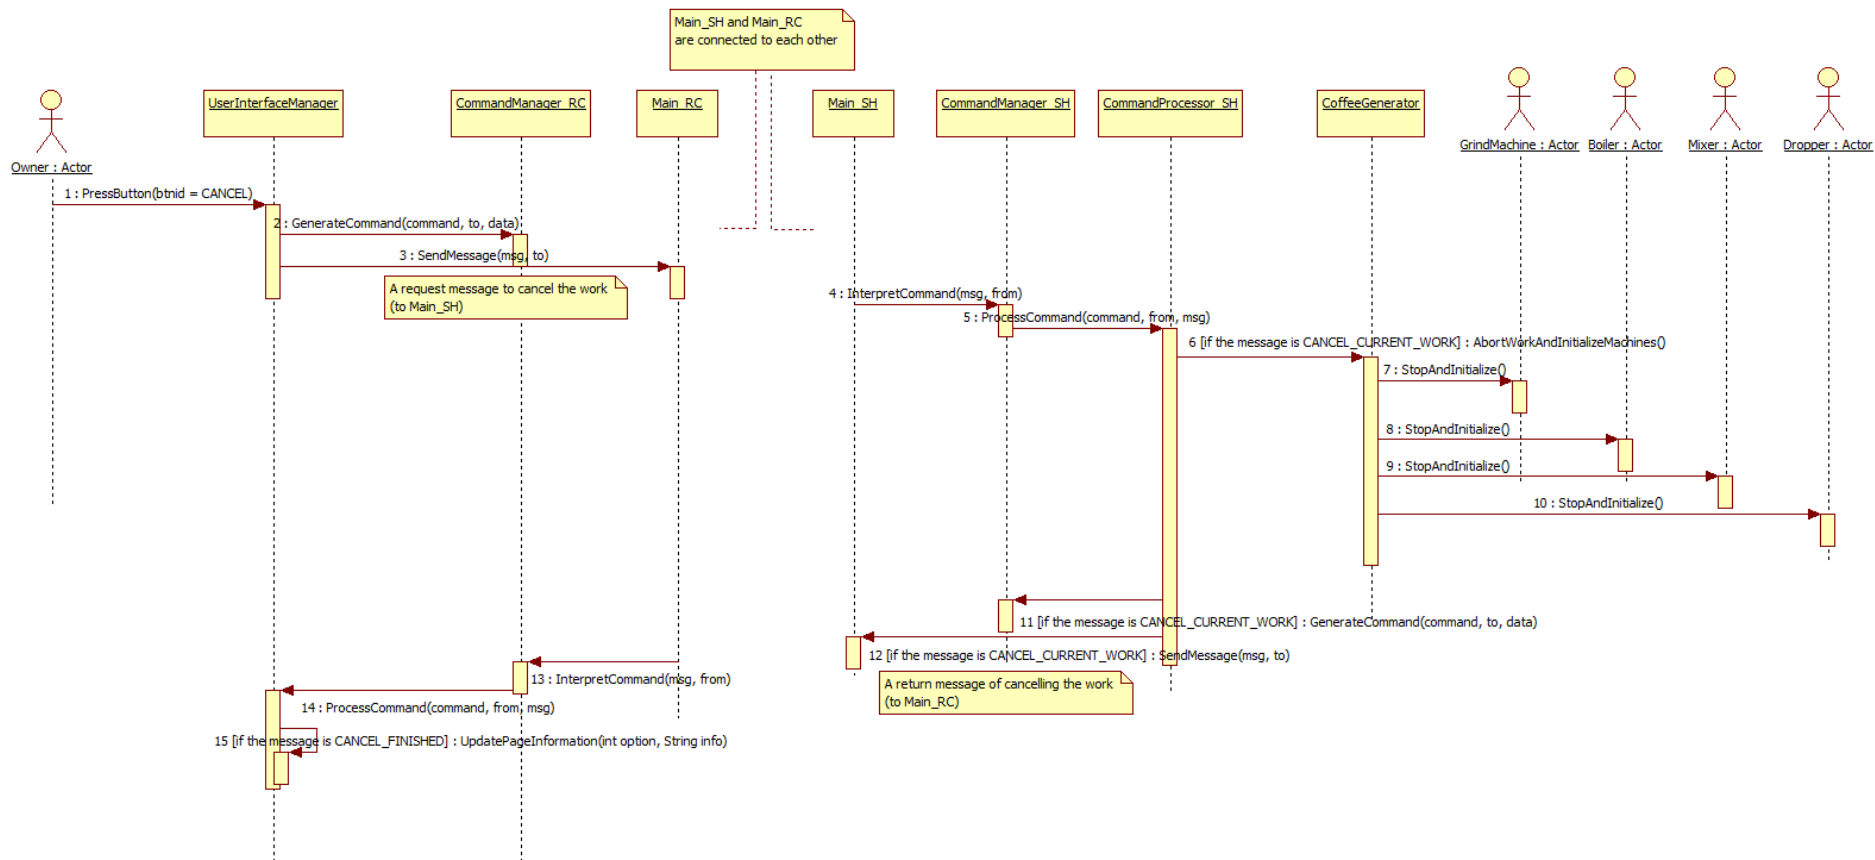 Main_SH and Main_RC
are connected to each other
UserInterfaceManager
CommandManager_RC
Main_RC
Main_SH
CommandManager_SH
CommandProcessor_SH
CoffeeGenerator
Owner : Actor
GrindMachine : Actor
Boiler : Actor
Mixer : Actor
Dropper : Actor
1 : PressButton(btnid = CANCEL)
2 : GenerateCommand(command, to, data)
3 : SendMessage(msg, to)
A request message to cancel the work
(to Main_SH)
4 : InterpretCommand(msg, from)
5 : ProcessCommand(command, from, msg)
6 [if the message is CANCEL_CURRENT_WORK] : AbortWorkAndInitializeMachines()
7 : StopAndInitialize()
8 : StopAndInitialize()
9 : StopAndInitialize()
10 : StopAndInitialize()
11 [if the message is CANCEL_CURRENT_WORK] : GenerateCommand(command, to, data)
12 [if the message is CANCEL_CURRENT_WORK] : SendMessage(msg, to)
A return message of cancelling the work
(to Main_RC)
13 : InterpretCommand(msg, from)
14 : ProcessCommand(command, from, msg)
15 [if the message is CANCEL_FINISHED] : UpdatePageInformation(int option, String info)